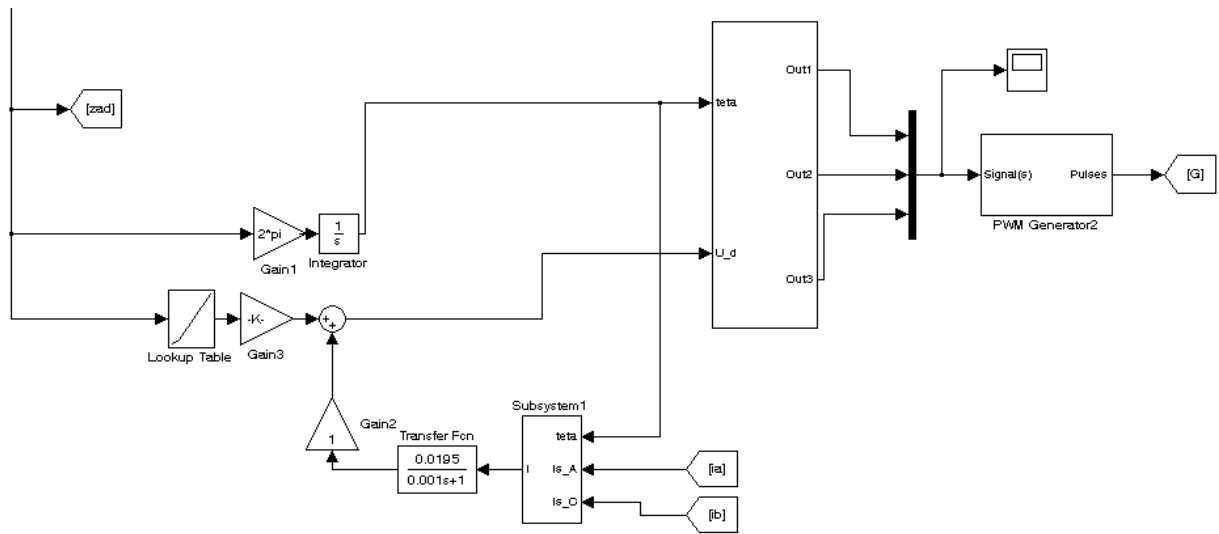 Out1
[zad]
teta
Out2
Signal(s)
Pulses
[G]
PWM Generator2
2*pi
1
s
Integrator
Gain1
U_d
Out3
-K-
+
+
Lookup Table
Gain3
Subsystem1
Gain2
1
Transfer Fcn
0.0195
0.001s+1
teta
I
Is_A
Is_C
[ia]
[ib]